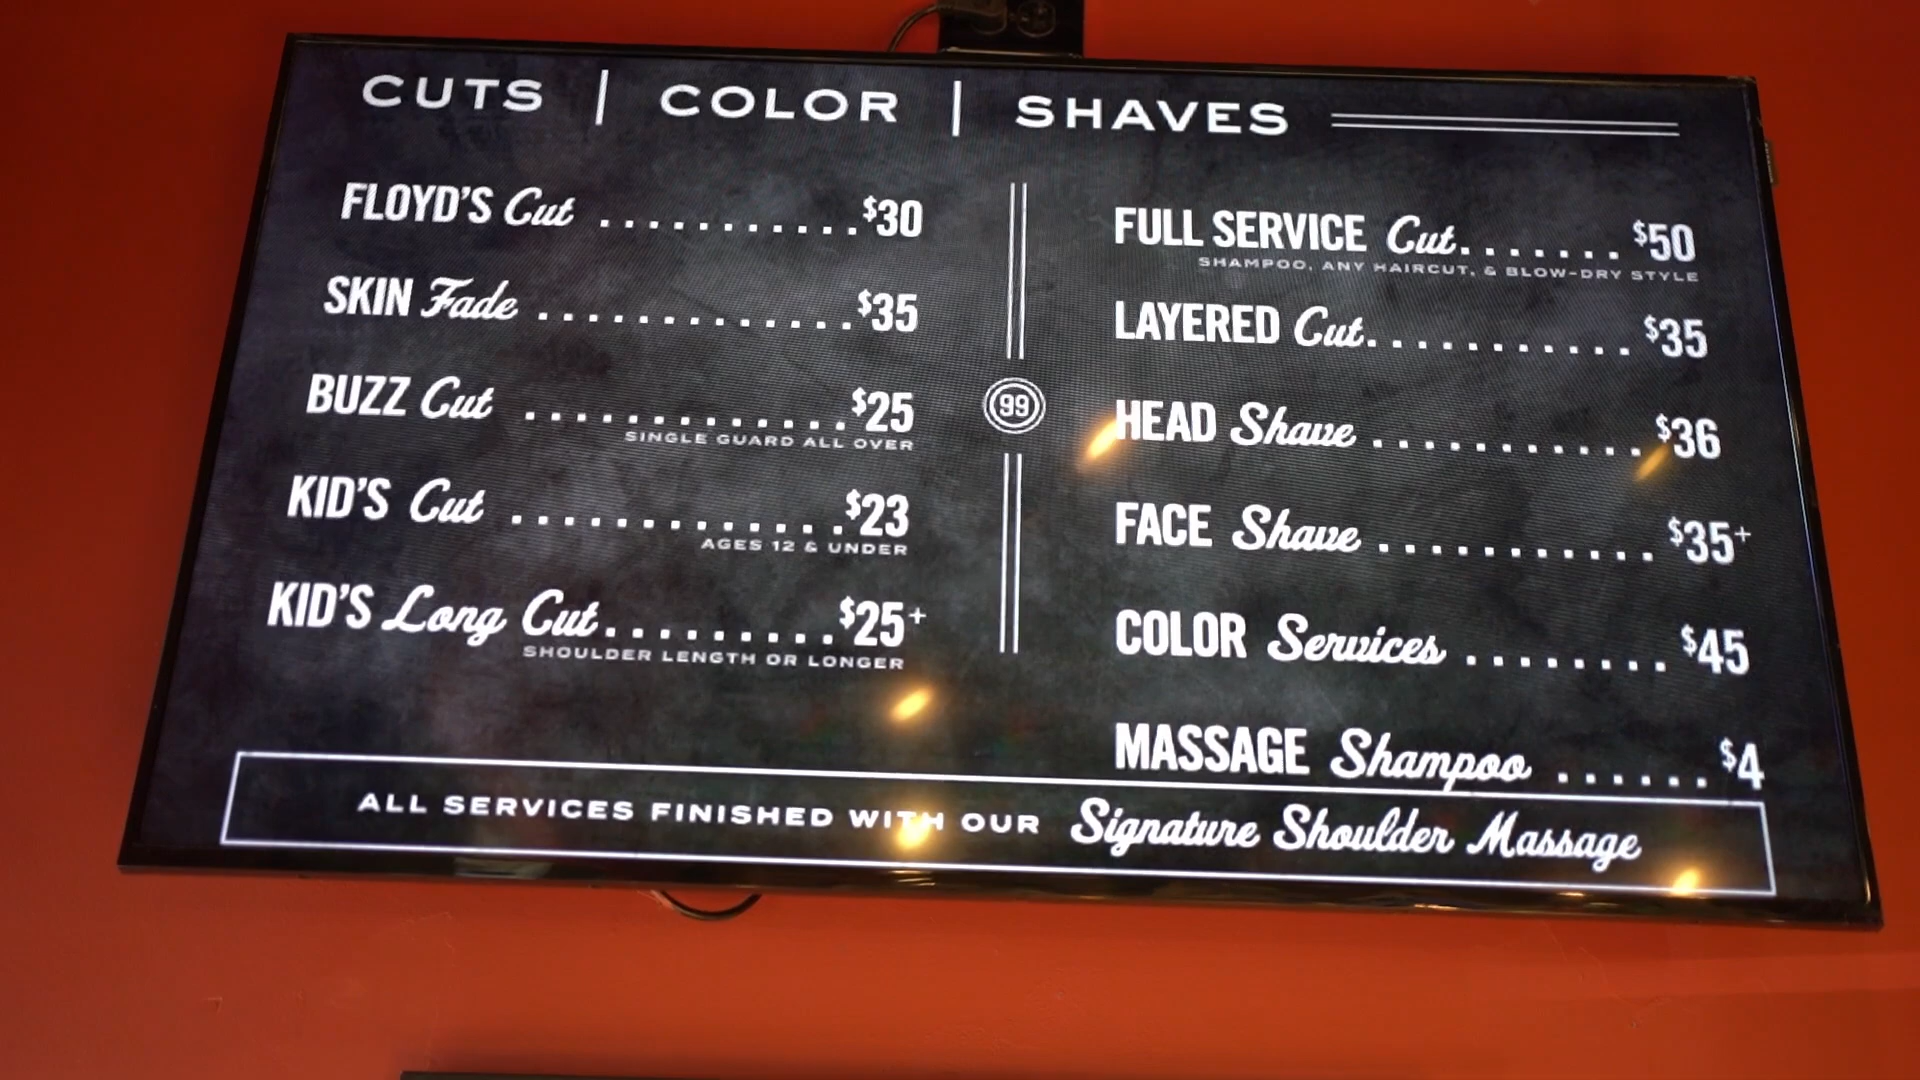 CUTS | COLOR | SHAVES
FLOYD'S Cut ...........$30
SKIN Fade .............$35
BUZZ Cut .............$25
SINGLE GUARD ALL OVER
KID'S Cut .............$23
AGES 12 & UNDER
KID'S Long Cut.........$25+
SHOULDER LENGTH OR LONGER
99
FULL SERVICE Cut.......$50
SHAMPOO, ANY HAIRCUT, & BLOW-DRY STYLE
LAYERED Cut...........$35
HEAD Shave ...........$36
FACE Shave ...........$35+
COLOR Services ........$45
MASSAGE Shampoo ......$4
ALL SERVICES FINISHED WITH OUR Signature Shoulder Massage